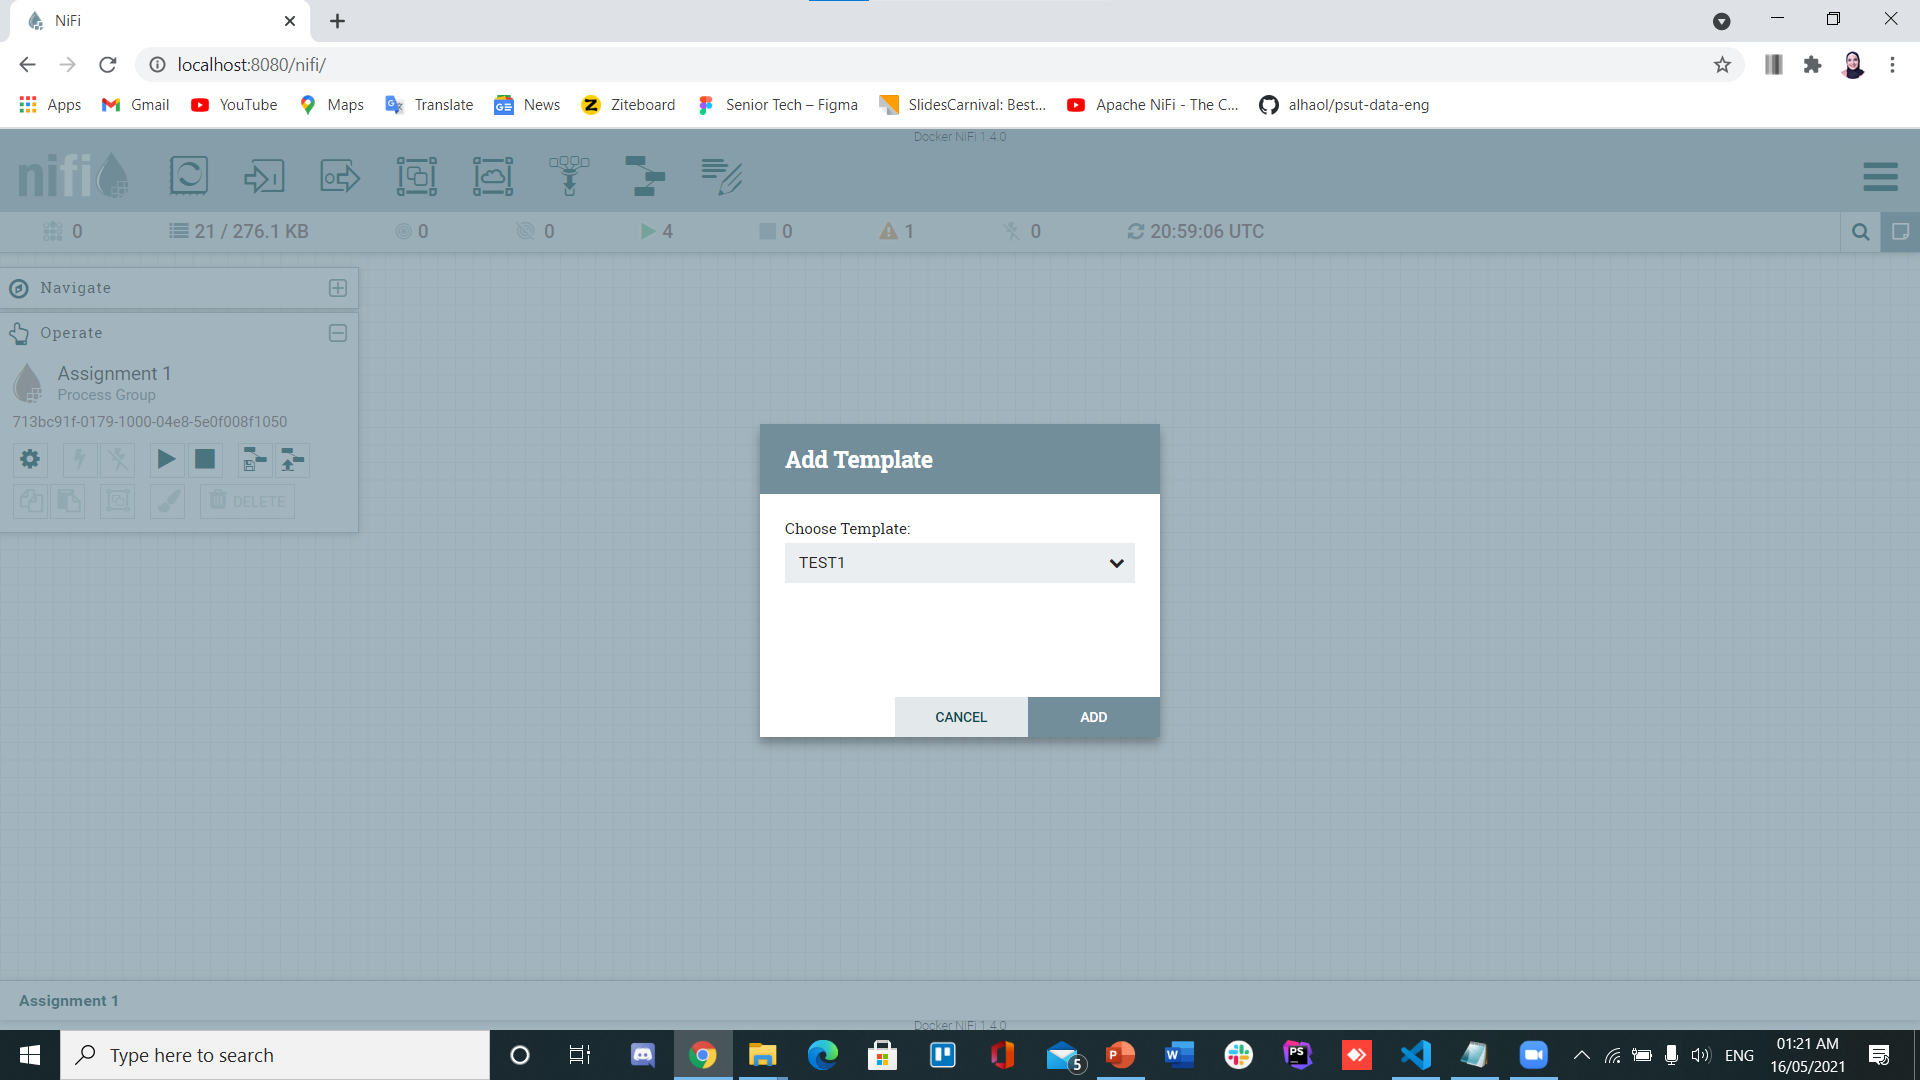 NiFi
localhost:8080/nifi/
Apps Gmail YouTube Maps Translate News Ziteboard Senior Tech – Figma SlidesCarnival: Best... Apache NiFi - The C... alhaol/psut-data-eng
Docker NiFi 1.4.0
nifi
0 21 / 276.1 KB 0 0 4 0 1 0 20:59:06 UTC
Navigate
Operate
Assignment 1
Process Group
713bc91f-0179-1000-04e8-5e0f008f1050
DELETE
Add Template
Choose Template:
TEST1
CANCEL ADD
Assignment 1
Docker NiFi 1.4.0
Type here to search 5 ENG 01:21 AM
16/05/2021